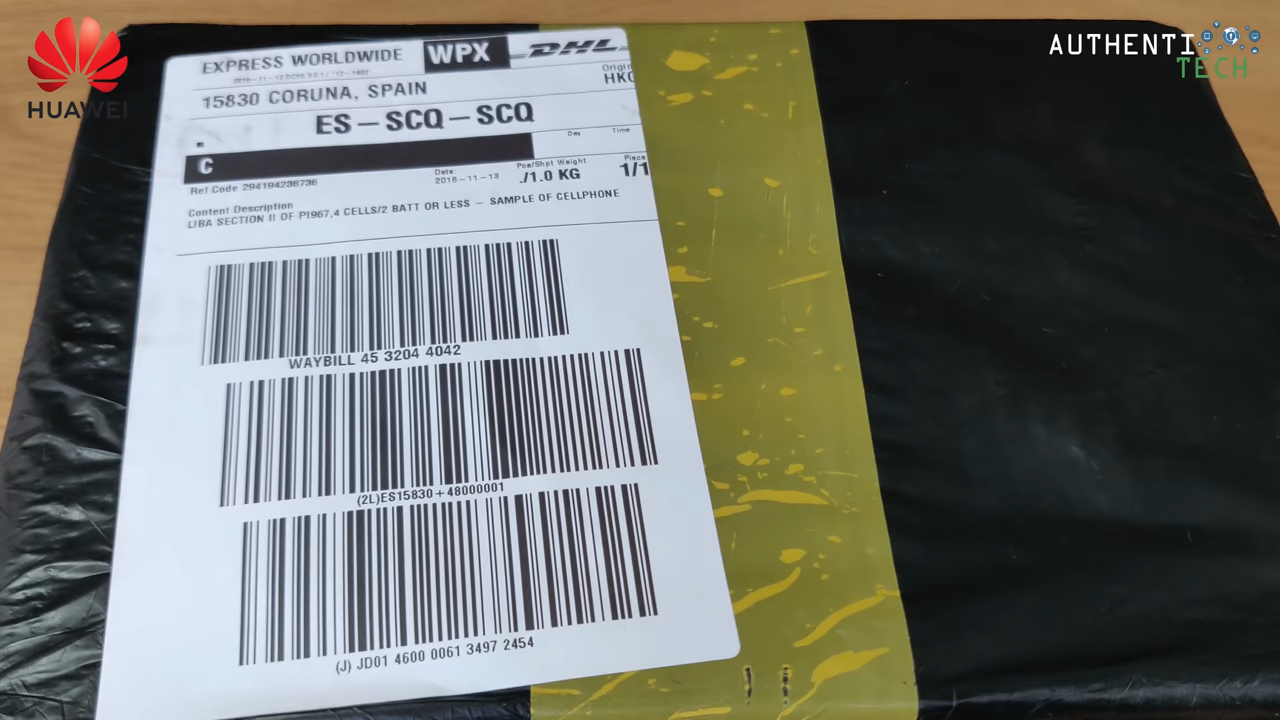 HUAWEI
AUTHENTI
TECH
EXPRESS WORLDWIDE WPX DHL
Origin
HKG
15830 CORUNA, SPAIN
ES – SCQ – SCQ
Day Time
C
Ref Code 294194236736
Date:
2018-11-13
Pce/Shpt Weight
./1.0 KG
Piece
1/1
Content Description
LIBA SECTION II OF PI967,4 CELLS/2 BATT OR LESS – SAMPLE OF CELLPHONE
WAYBILL 45 3204 4042
(2L)ES15830+48000001
(J) JD01 4600 0061 3497 2454